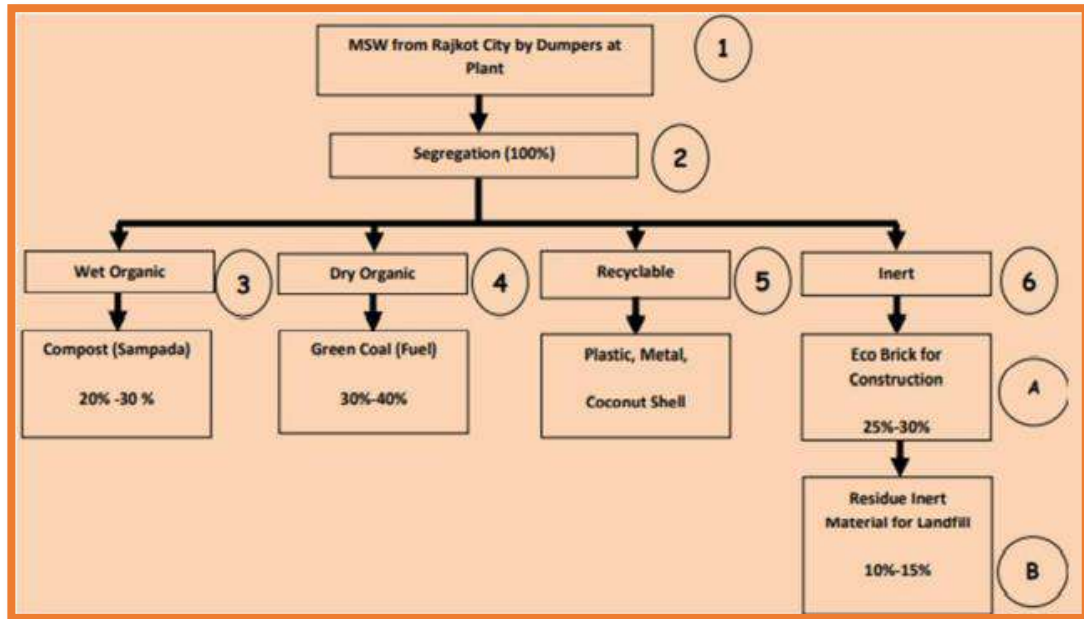 MSW from Rajkot City by Dumpers at
Plant
1
Segregation (100%)
2
Wet Organic
3
Dry Organic
4
Recyclable
5
Inert
6
Compost (Sampada)
20% -30 %
Green Coal (Fuel)
30%-40%
Plastic, Metal,
Coconut Shell
Eco Brick for
Construction
25%-30%
A
Residue Inert
Material for Landfill
10%-15%
B